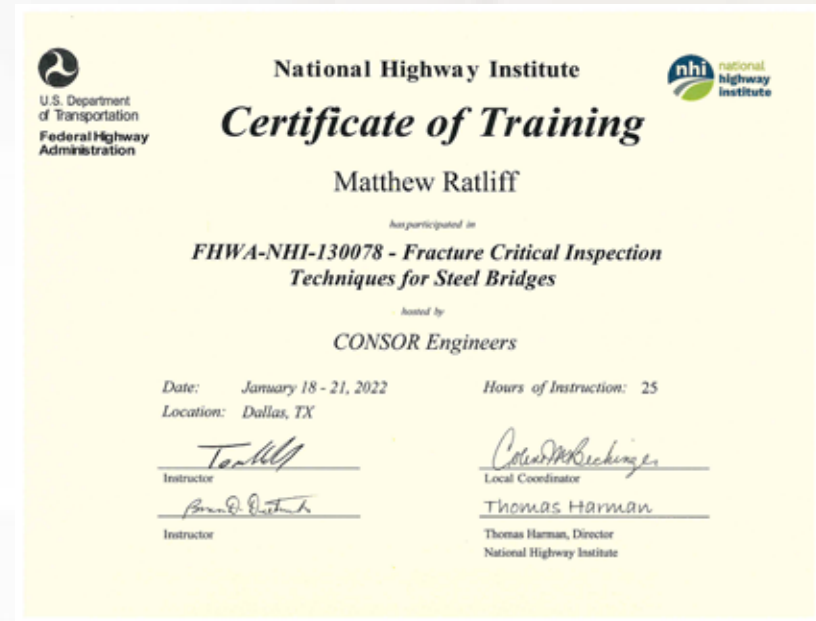 U.S. Department
of Transportation
Federal Highway
Administration
National Highway Institute
nhi national
highway
institute
Certificate of Training
Matthew Ratliff
has participated in
FHWA-NHI-130078 - Fracture Critical Inspection
Techniques for Steel Bridges
hosted by
CONSOR Engineers
Date: January 18 - 21, 2022
Hours of Instruction: 25
Location: Dallas, TX
Instructor
Local Coordinator
Thomas Harman
Instructor
Thomas Harman, Director
National Highway Institute